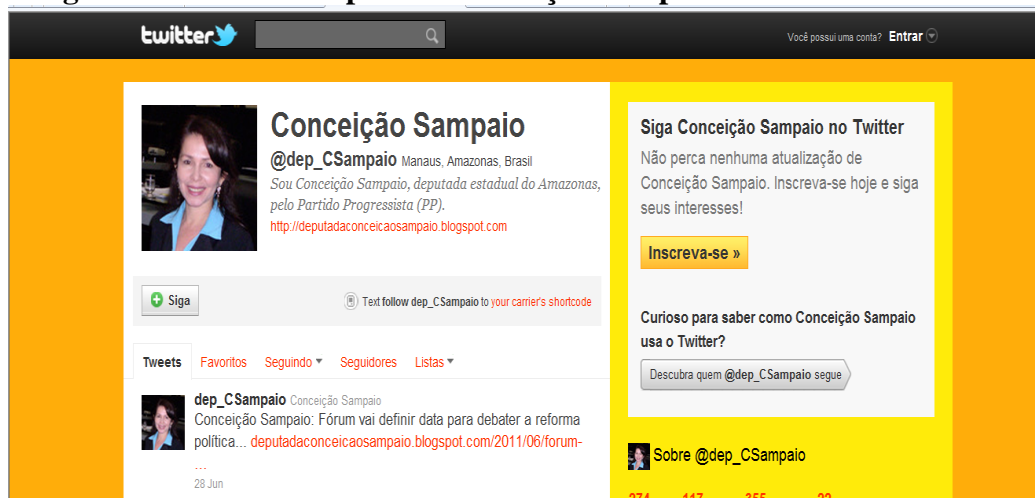 twitter
Você possui uma conta? Entrar
Conceição Sampaio
@dep_CSampaio Manaus, Amazonas, Brasil
Sou Conceição Sampaio, deputada estadual do Amazonas,
pelo Partido Progressista (PP).
http://deputadaconceicaosampaio.blogspot.com
Siga
Text follow dep_CSampaio to your carrier's shortcode
Tweets Favoritos Seguindo Seguidores Listas
dep_CSampaio Conceição Sampaio
Conceição Sampaio: Fórum vai definir data para debater a reforma
política... deputadaconceicaosampaio.blogspot.com/2011/06/forum-
...
28 Jun
Siga Conceição Sampaio no Twitter
Não perca nenhuma atualização de
Conceição Sampaio. Inscreva-se hoje e siga
seus interesses!
Inscreva-se »
Curioso para saber como Conceição Sampaio
usa o Twitter?
Descubra quem @dep_CSampaio segue
Sobre @dep_CSampaio